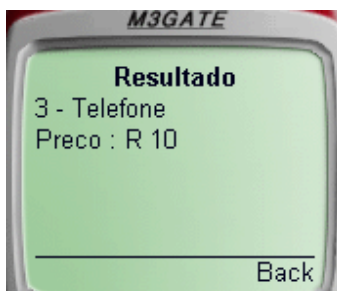 M3GATE
Resultado
3 - Telefone
Preco : R 10
Back